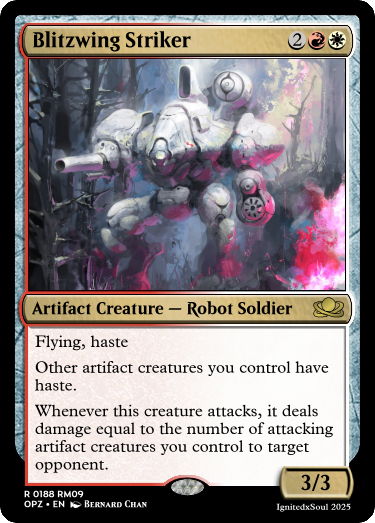 Blitzwing Striker 2
Artifact Creature — Robot Soldier
Flying, haste
Other artifact creatures you control have
haste.
Whenever this creature attacks, it deals
damage equal to the number of attacking
artifact creatures you control to target
opponent.
3/3
R 0188 RM09
OPZ • EN Bernard Chan
IgnitedxSoul 2025